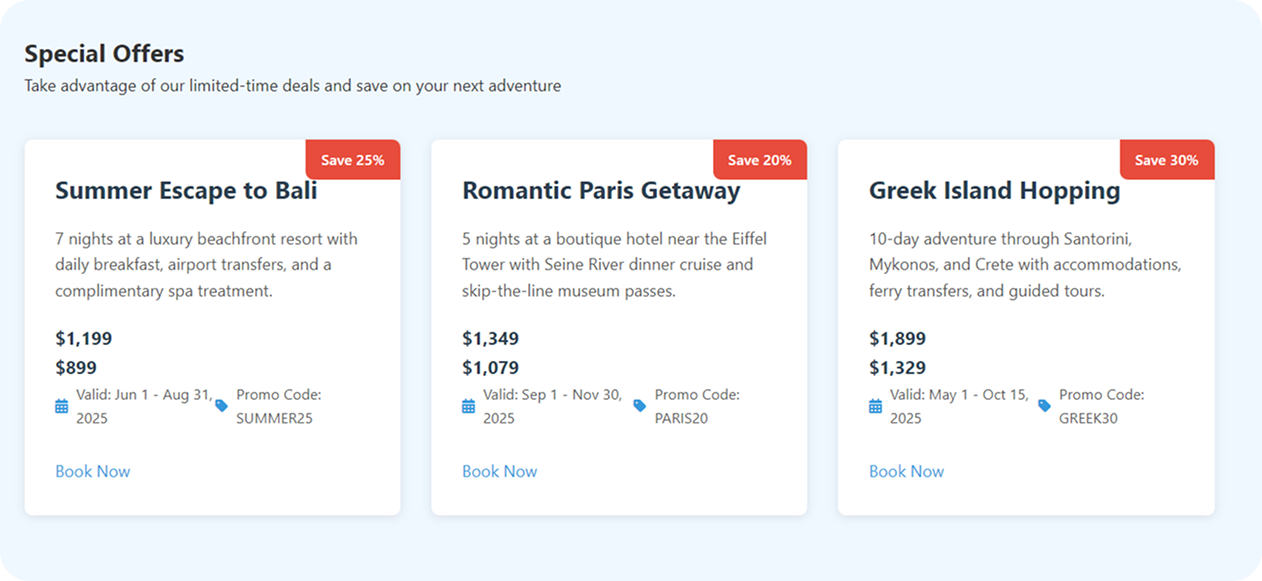 Special Offers
Take advantage of our limited-time deals and save on your next adventure
Save 25%
Summer Escape to Bali
7 nights at a luxury beachfront resort with
daily breakfast, airport transfers, and a
complimentary spa treatment.
$1,199
$899
Valid: Jun 1 - Aug 31,
2025
Promo Code:
SUMMER25
Book Now
Save 20%
Romantic Paris Getaway
5 nights at a boutique hotel near the Eiffel
Tower with Seine River dinner cruise and
skip-the-line museum passes.
$1,349
$1,079
Valid: Sep 1 - Nov 30,
2025
Promo Code:
PARIS20
Book Now
Save 30%
Greek Island Hopping
10-day adventure through Santorini,
Mykonos, and Crete with accommodations,
ferry transfers, and guided tours.
$1,899
$1,329
Valid: May 1 - Oct 15,
2025
Promo Code:
GREEK30
Book Now